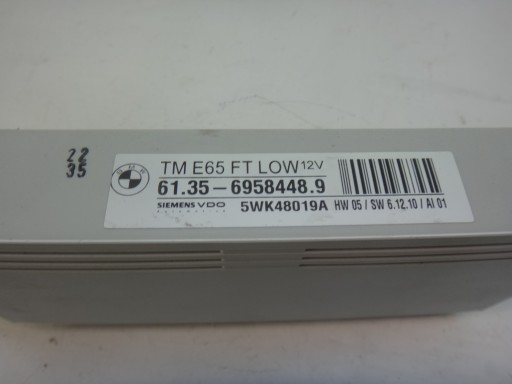 22
35
BMW
TM E65 FT LOW 12V
61.35 - 6958448.9
SIEMENS VDO
5WK48019A HW 05 / SW 6.12.10 / AI 01